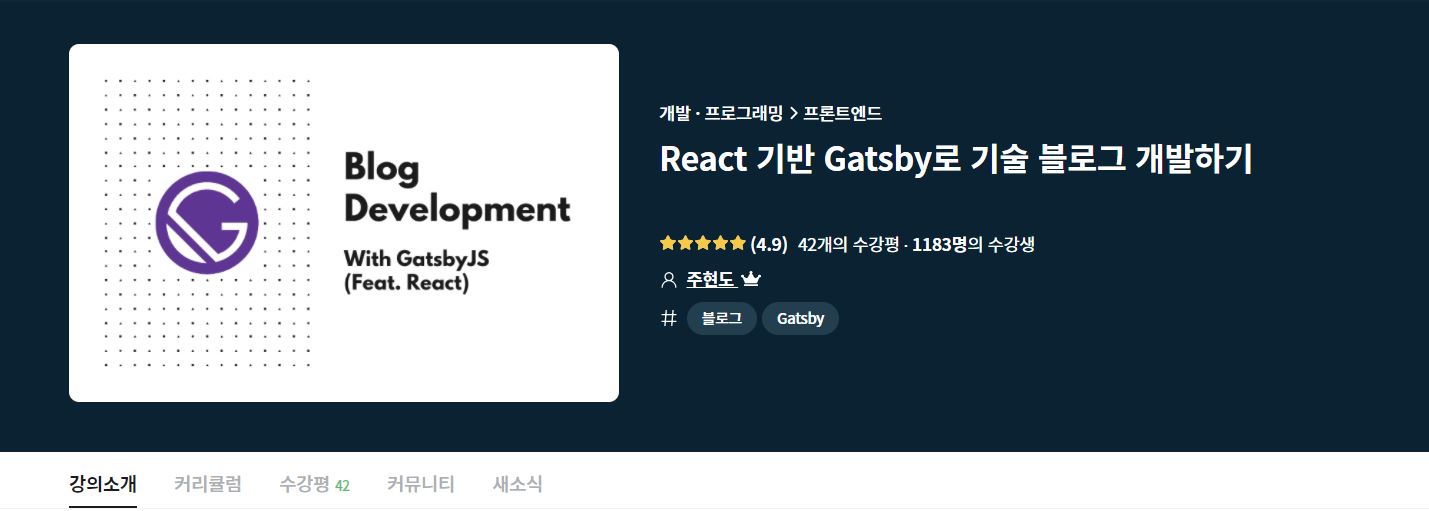 Blog
Development
With GatsbyJS
(Feat. React)
개발 · 프로그래밍 > 프론트엔드
React 기반 Gatsby로 기술 블로그 개발하기
(4.9) 42개의 수강평 · 1183명의 수강생
주현도
# 블로그 Gatsby
강의소개 커리큘럼 수강평 42 커뮤니티 새소식